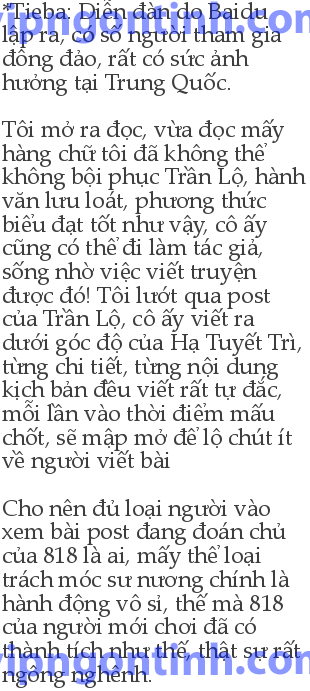 *Tieba: Diễn đàn do Baidu
lập ra, có số người tham gia
đông đảo, rất có sức ảnh
hưởng tại Trung Quốc.
Tôi mở ra đọc, vừa đọc mấy
hàng chữ tôi đã không thể
không bội phục Trần Lộ, hành
văn lưu loát, phương thức
biểu đạt tốt như vậy, cô ấy
cũng có thể đi làm tác giả,
sống nhờ việc viết truyện
được đó! Tôi lướt qua post
của Trần Lộ, cô ấy viết ra
dưới góc độ của Hạ Tuyết Trì,
từng chi tiết, từng nội dung
kịch bản đều viết rất tự đắc,
mỗi lần vào thời điểm mấu
chốt, sẽ mập mờ để lộ chút ít
về người viết bài
Cho nên đủ loại người vào
xem bài post đang đoán chủ
của 818 là ai, mấy thể loại
trách móc sư nương chính là
hành động vô sỉ, thế mà 818
của người mới chơi đã có
thành tích như thế, thật sự rất
ngông nghênh.
vipngontinh.com
vipngontinh.com